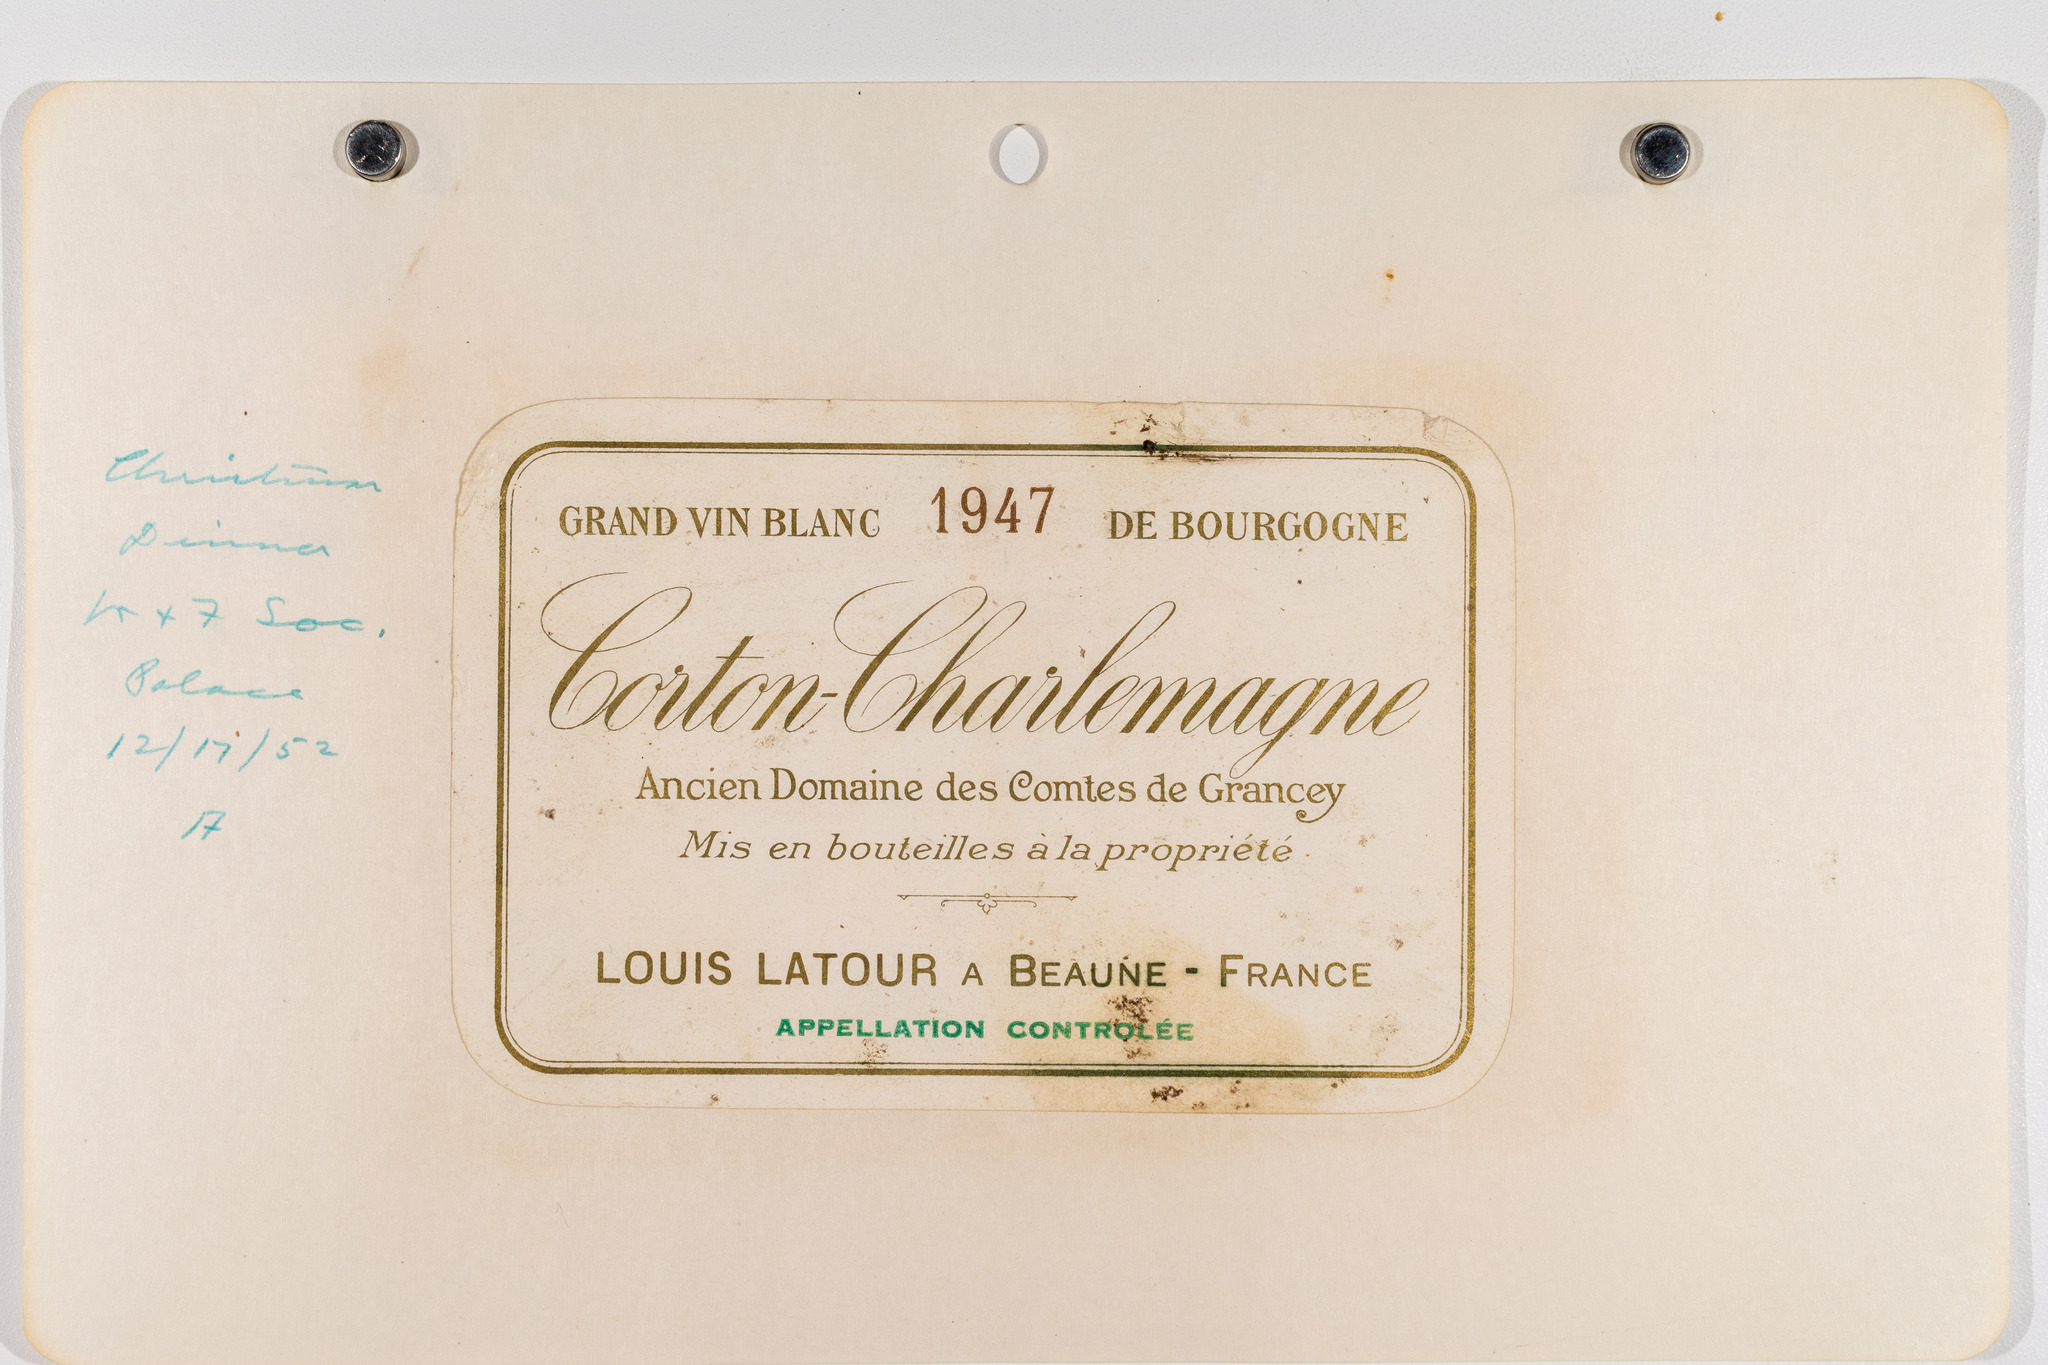 Christmas
Dinner
W + F Soc.
Palace
12/17/52
A
GRAND VIN BLANC 1947 DE BOURGOGNE
Corton-Charlemagne
Ancien Domaine des Comtes de Grancey
Mis en bouteilles à la propriété
LOUIS LATOUR A BEAUNE - FRANCE
APPELLATION CONTROLÉE